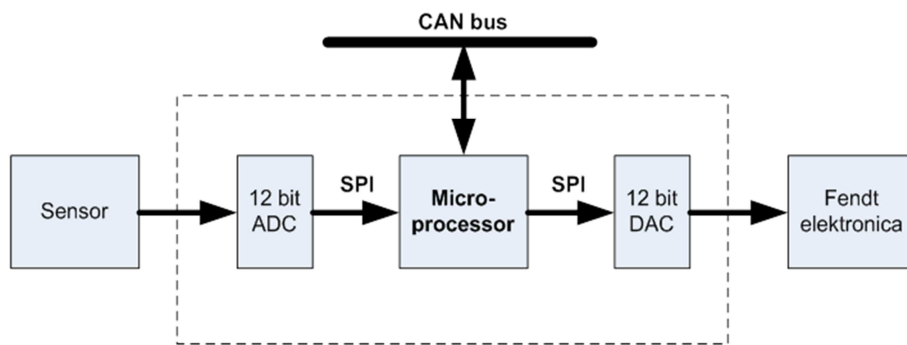 CAN bus
Sensor
12 bit
ADC
SPI
Micro-
processor
SPI
12 bit
DAC
Fendt
elektronica